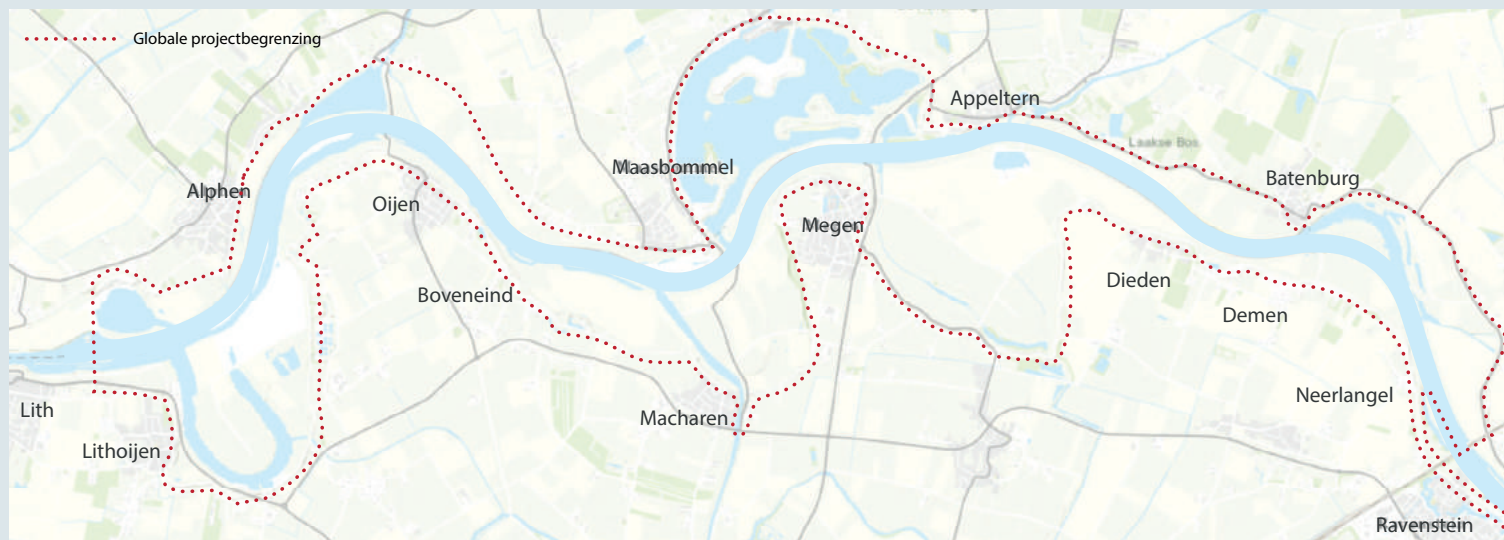 Globale projectbegrenzing
Appeltern
Laakse Bos
Maasbommel
Batenburg
Alphen
Oijen
Megen
Dieden
Boveneind
Demen
Neerlangel
Lith
Macharen
Lithoijen
Ravenstein